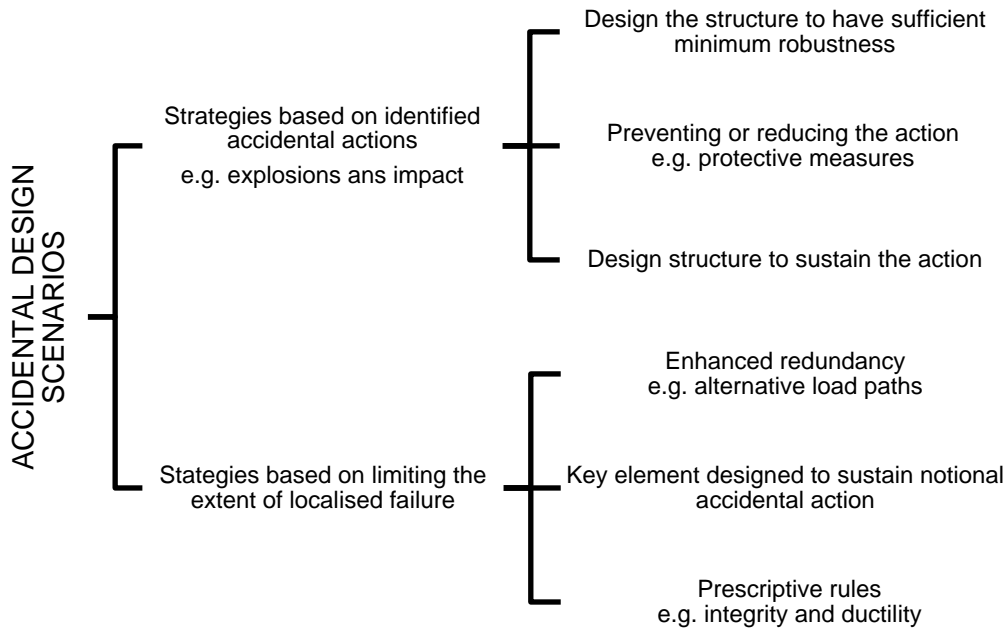 ACCIDENTAL DESIGN
SCENARIOS
Strategies based on identified
accidental actions
e.g. explosions ans impact
Design the structure to have sufficient
minimum robustness
Preventing or reducing the action
e.g. protective measures
Design structure to sustain the action
Stategies based on limiting the
extent of localised failure
Enhanced redundancy
e.g. alternative load paths
Key element designed to sustain notional
accidental action
Prescriptive rules
e.g. integrity and ductility